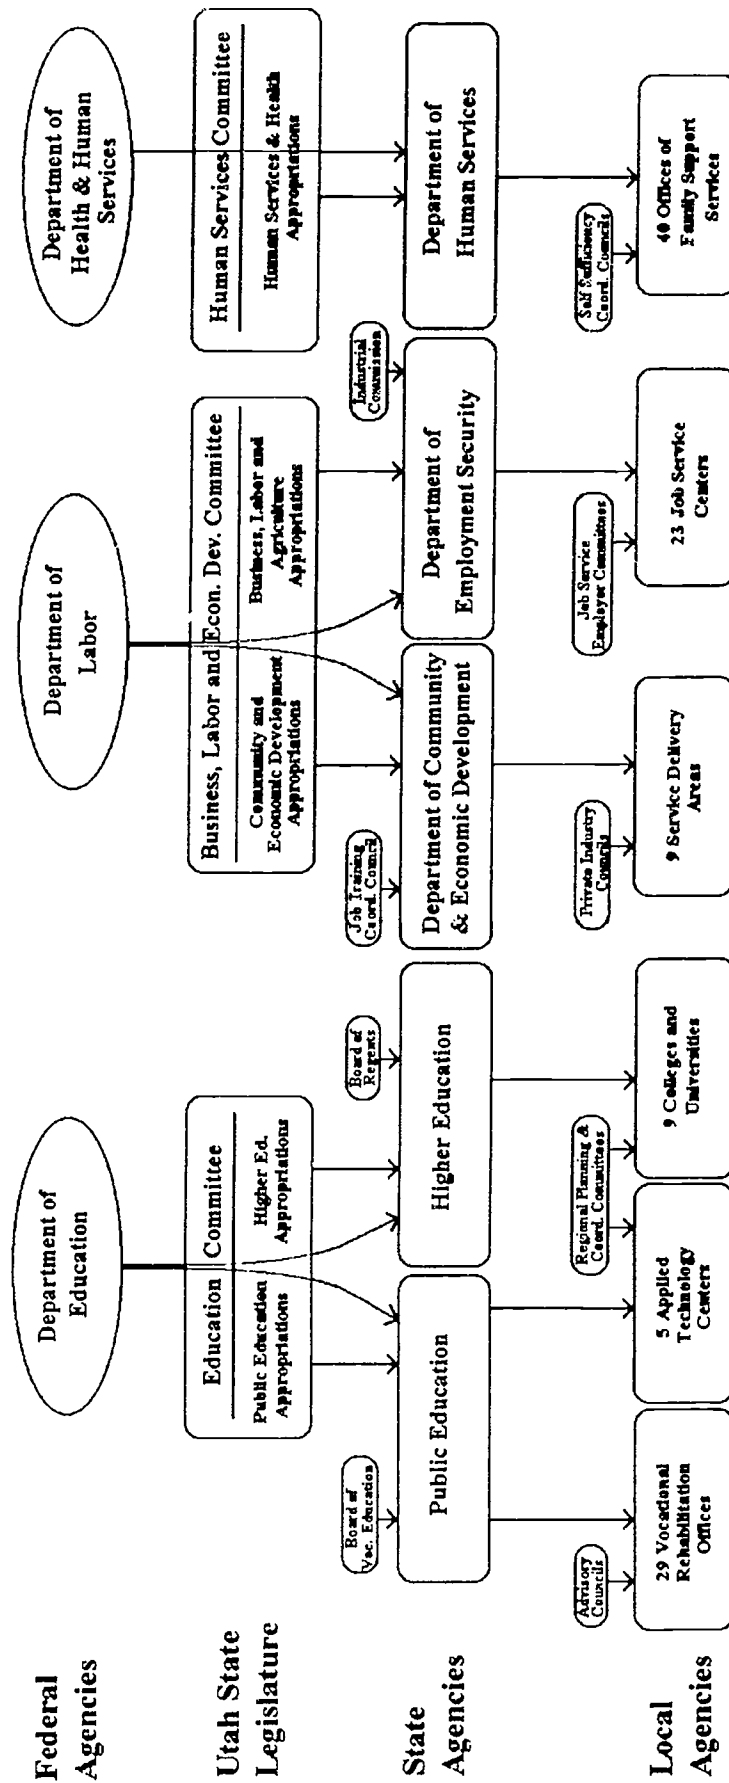 Federal
Agencies
Department of
Education
Department of
Labor
Department of
Health & Human
Services
Utah State
Legislature
Education Committee
Public Education
Appropriations
Higher Ed.
Appropriations
Business, Labor and Econ. Dev. Committee
Community and
Economic Development
Appropriations
Business, Labor and
Agriculture
Appropriations
Human Services Committee
Human Services & Health
Appropriations
State
Agencies
Board of
Voc. Education
Public Education
Board of
Regents
Higher Education
Job Training
Coord. Council
Department of Community
& Economic Development
Industrial
Commission
Department of
Employment Security
Department of
Human Services
Local
Agencies
Advisory
Councils
29 Vocational
Rehabilitation
Offices
Regional Planning &
Coord. Committees
5 Applied
Technology
Centers
9 Colleges and
Universities
Private Industry
Councils
9 Service Delivery
Areas
Job Service
Employer Committees
23 Job Service
Centers
Self Sufficiency
Coord. Councils
40 Offices of
Family Support
Services